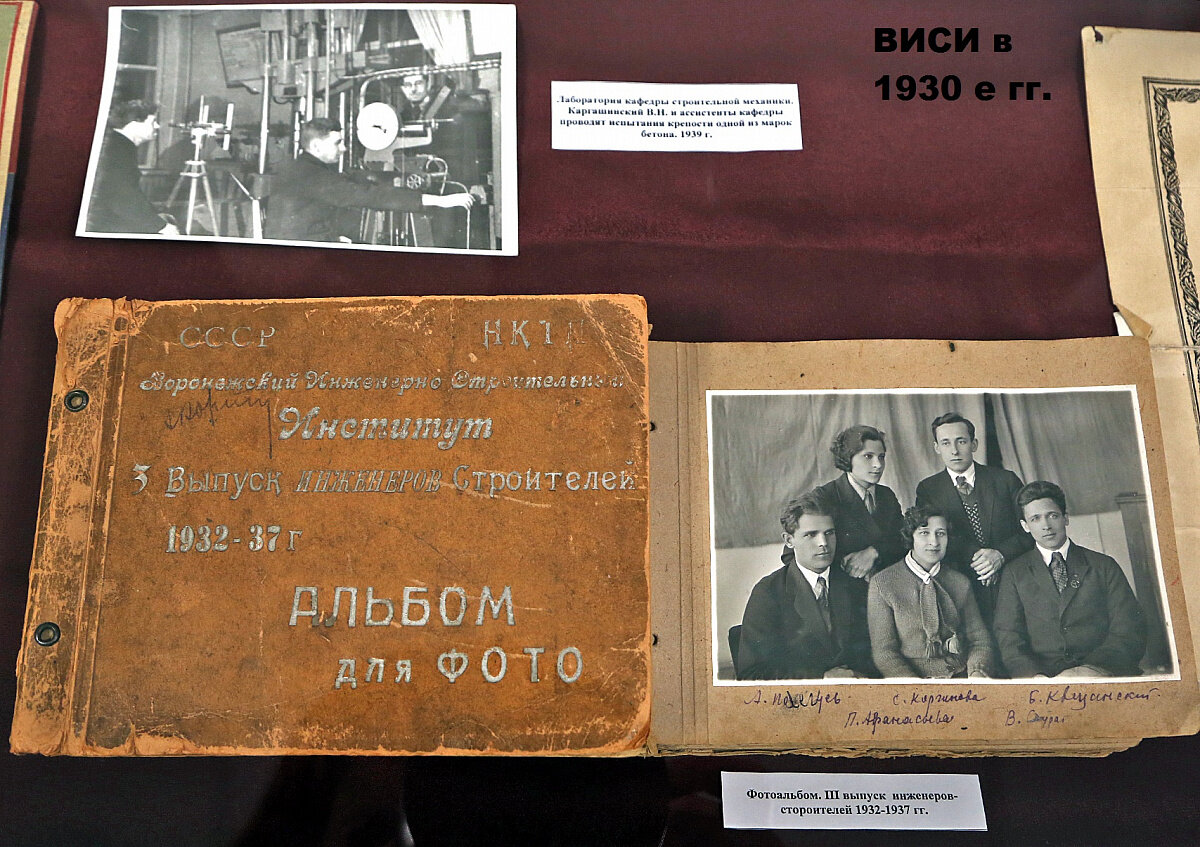 ВИСИ в
1930 е гг.
Лаборатория кафедры строительной механики.
Каргашинский В.Н. и ассистенты кафедры
проводят испытания крепости одной из марок
бетона. 1939 г.
СССР НКТП
Воронежский Инженерно Строительный
Институт
3 Выпуск инженеров Строителей
1932-37 г
АЛЬБОМ
для ФОТО
Б. Квецинский
П. Афанасьева В.
Фотоальбом. III выпуск инженеров-
стороителей 1932-1937 гг.